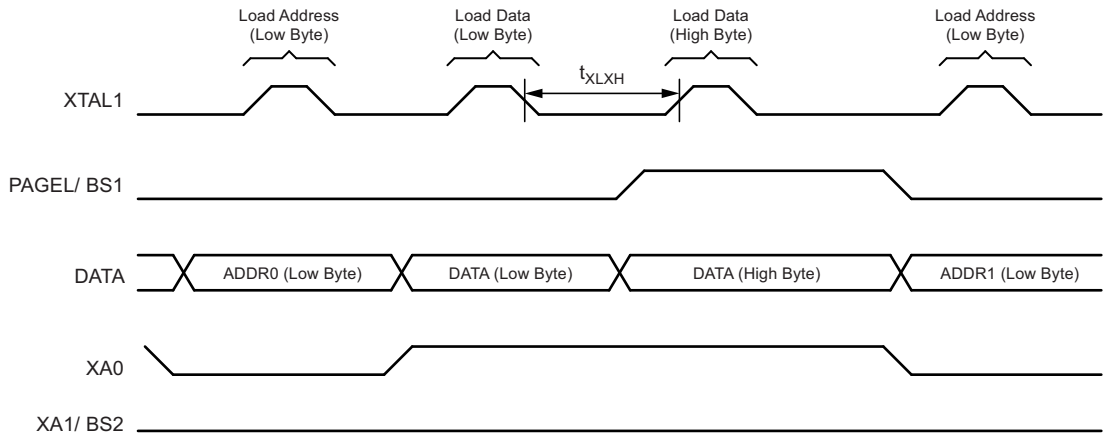 Load Address
(Low Byte)
Load Data
(Low Byte)
Load Data
(High Byte)
Load Address
(Low Byte)
tXLXH
XTAL1
PAGEL/ BS1
DATA
ADDR0 (Low Byte)
DATA (Low Byte)
DATA (High Byte)
ADDR1 (Low Byte)
XA0
XA1/ BS2